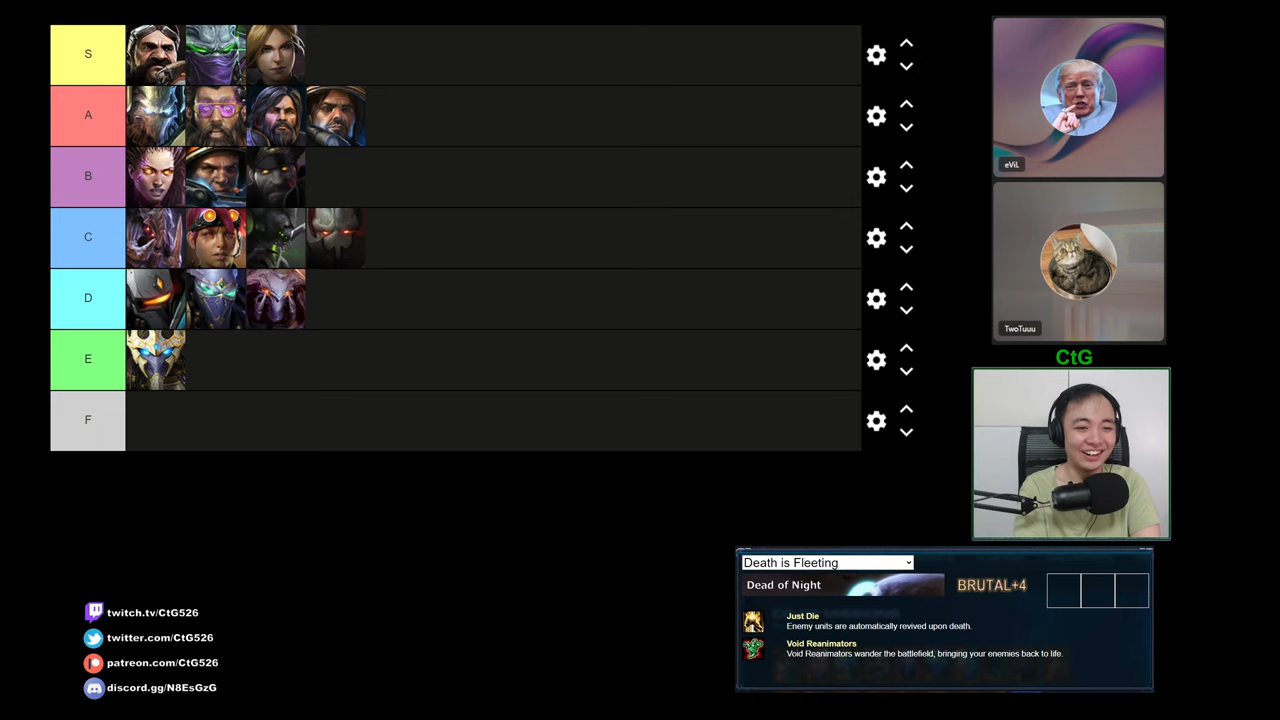 S
A
B
C
D
E
F
eViL
TwoTuuu
CtG
Death is Fleeting
Dead of Night
BRUTAL+4
Just Die
Enemy units are automatically revived upon death.
Void Reanimators
Void Reanimators wander the battlefield, bringing your enemies back to life.
twitch.tv/CtG526
twitter.com/CtG526
patreon.com/CtG526
discord.gg/N8EsGzG